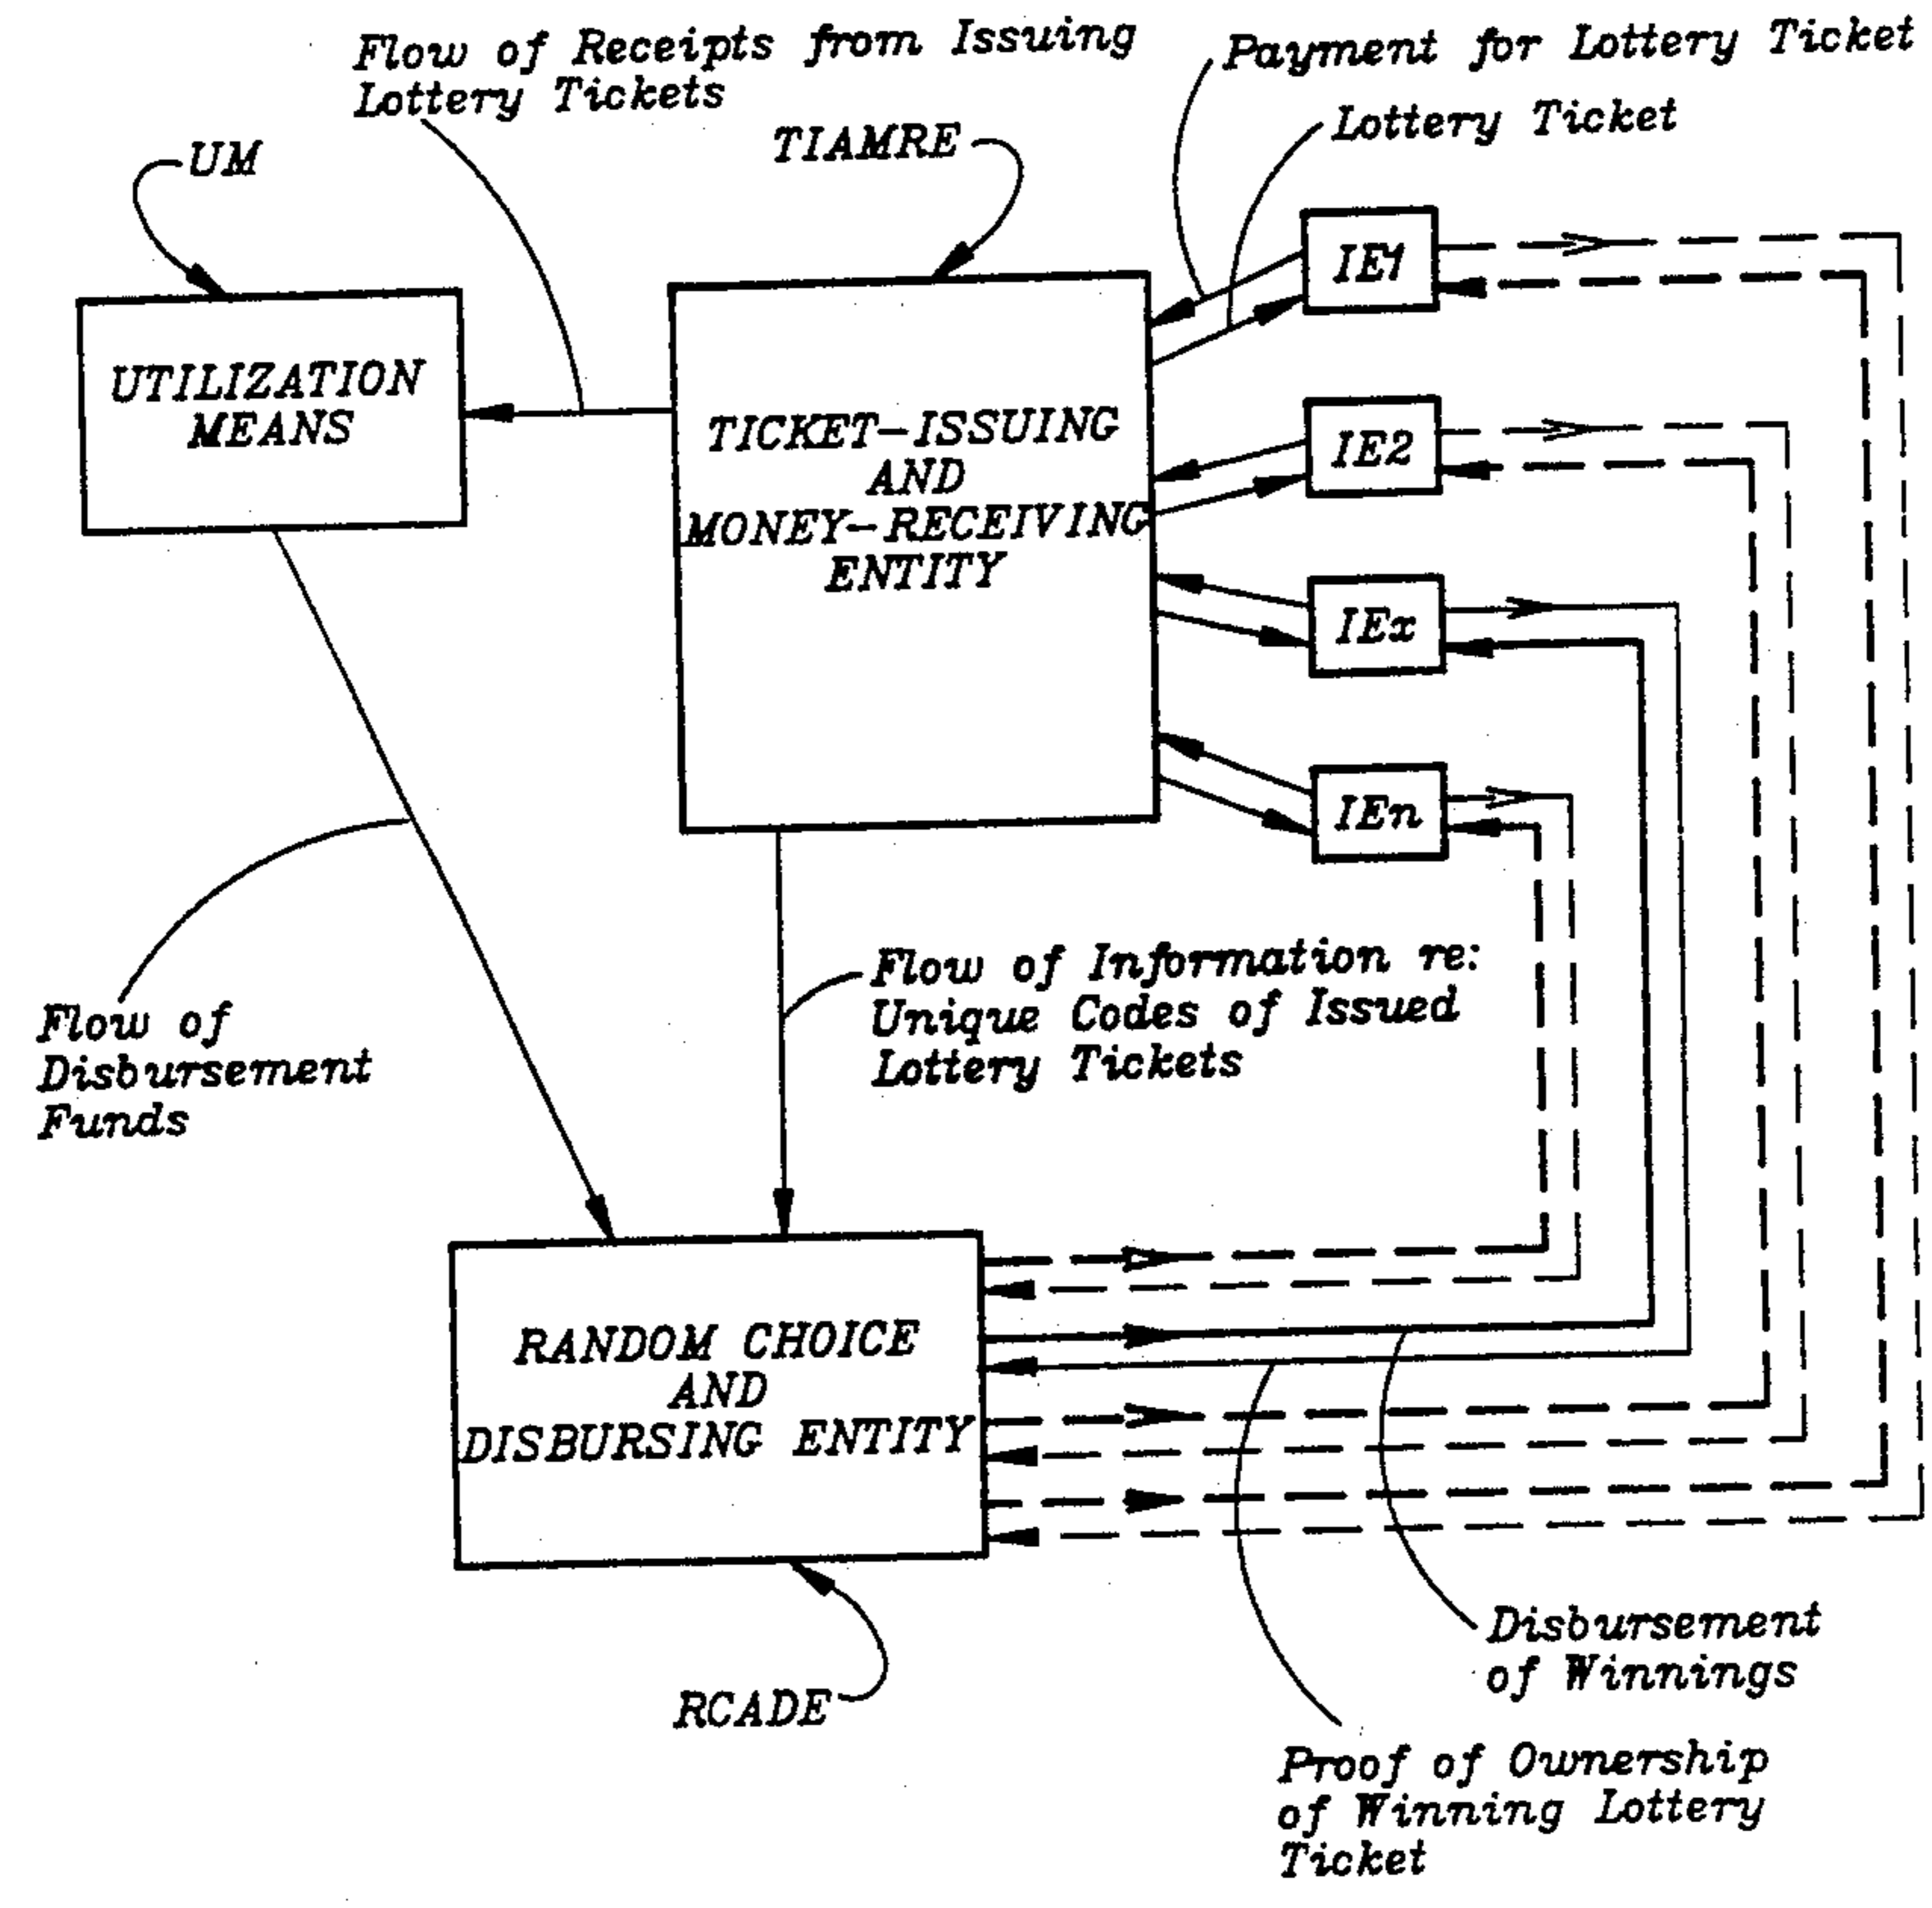 Flow of Receipts from Issuing
Lottery Tickets
Payment for Lottery Ticket
Lottery Ticket
UM
TIAMRE
UTILIZATION
MEANS
TICKET-ISSUING
AND
MONEY-RECEIVING
ENTITY
IE1
IE2
IEx
IEn
Flow of
Disbursement
Funds
Flow of Information re:
Unique Codes of Issued
Lottery Tickets
RANDOM CHOICE
AND
DISBURSING ENTITY
RCADE
Disbursement
of Winnings
Proof of Ownership
of Winning Lottery
Ticket